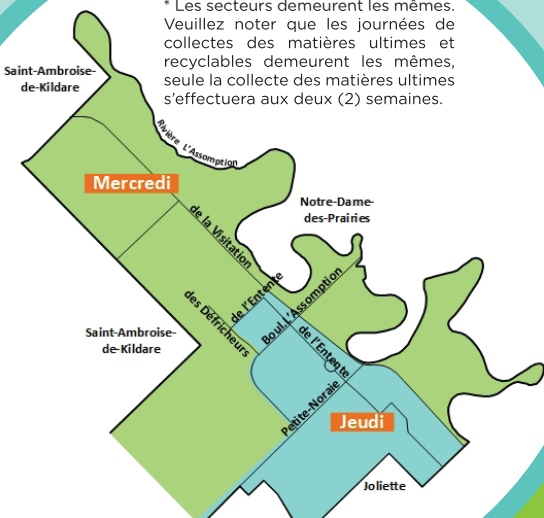 * Les secteurs demeurent les mêmes.
Veuillez noter que les journées de
collectes des matières ultimes et
recyclables demeurent les mêmes,
seule la collecte des matières ultimes
s'effectuera aux deux (2) semaines.
Saint-Ambroise-
de-Kildare
Rivière L'Assomption
Mercredi
Notre-Dame-
des-Prairies
de la Visitation
de l'Entente
Boul. L'Assomption
des Défricheurs
de l'Entente
Saint-Ambroise-
de-Kildare
Petite-Noraie
Jeudi
Joliette